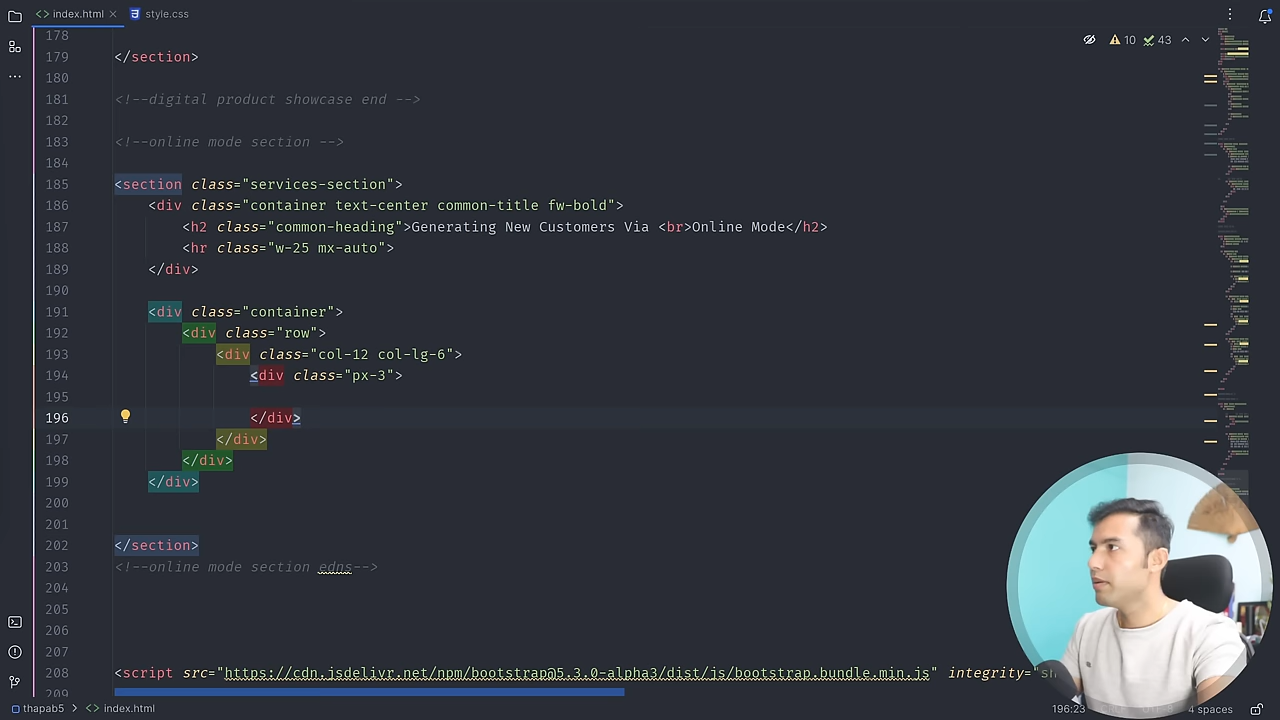 index.html
style.css
178
10
43
179 </section>
180
181 <!--digital product showcase end -->
182
183 <!--online mode section -->
184
185 <section class="services-section">
186 <div class="container text-center common-title fw-bold">
187 <h2 class="common-heading">Generating Net Customers Via <br>Online Mode</h2>
188 <hr class="w-25 mx-auto">
189 </div>
190
191 <div class="container">
192 <div class="row">
193 <div class="col-12 col-lg-6">
194 <div class="px-3">
195
196 </div>
197 </div>
198 </div>
199 </div>
200
201
202 </section>
203 <!--online mode section edns-->
204
205
206
207
208 <script src="https://cdn.jsdelivr.net/npm/bootstrap@5.3.0-alpha3/dist/js/bootstrap.bundle.min.js" integrity="sh
209
thapab5 > index.html
196:23
4 spaces